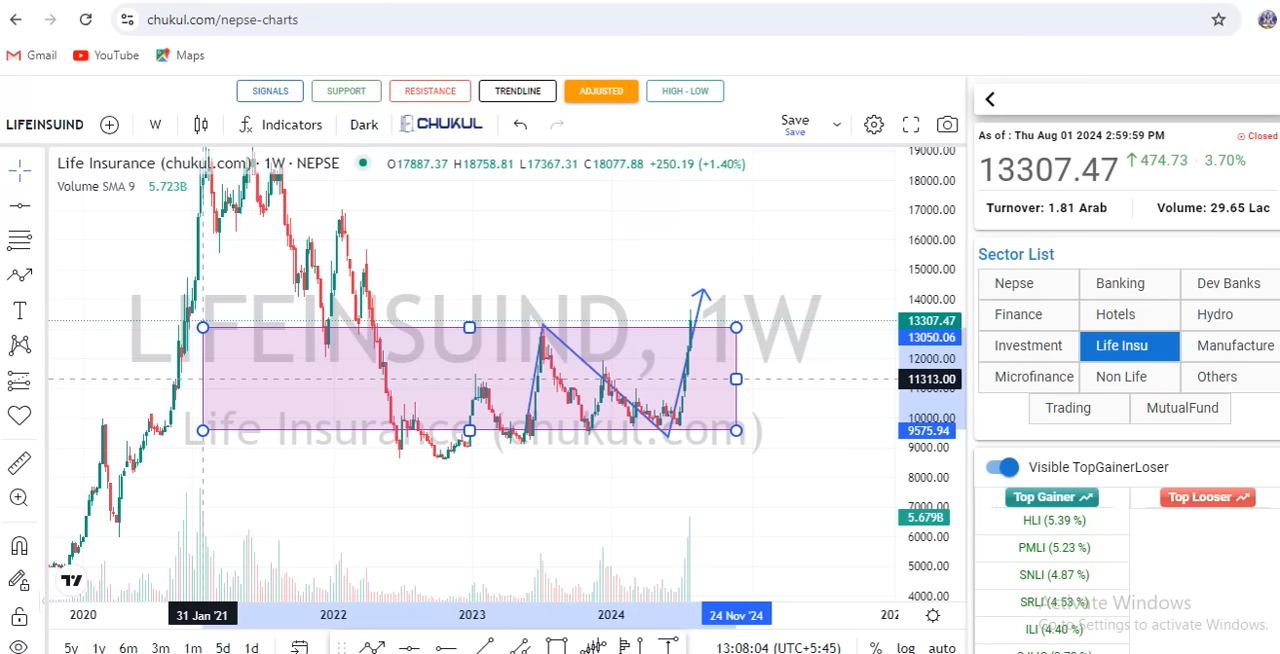 chukul.com/nepse-charts
Gmail YouTube Maps
SIGNALS SUPPORT RESISTANCE TRENDLINE ADJUSTED HIGH - LOW
LIFEINSUIND W Indicators Dark CHUKUL Save
Save
Life Insurance (chukul.com) · 1W · NEPSE O17887.37 H18758.81 L17367.31 C18077.88 +250.19 (+1.40%)
Volume SMA 9 5.723B
LIFEINSUIND, 1W
Life Insurance (chukul.com)
19000.00
18000.00
17000.00
16000.00
15000.00
14000.00
13307.47
13050.06
12000.00
11313.00
10000.00
9575.94
9000.00
8000.00
7000.00
5.679B
6000.00
5000.00
4000.00
2020 31 Jan '21 2022 2023 2024 24 Nov '24
5y 1y 6m 3m 1m 5d 1d 13:08:04 (UTC+5:45) % log auto
As of : Thu Aug 01 2024 2:59:59 PM Closed
13307.47 474.73 3.70%
Turnover: 1.81 Arab Volume: 29.65 Lac
Sector List
Nepse Banking Dev Banks
Finance Hotels Hydro
Investment Life Insu Manufacture
Microfinance Non Life Others
Trading MutualFund
Visible TopGainerLoser
Top Gainer Top Looser
HLI (5.39 %)
PMLI (5.23 %)
SNLI (4.87 %)
SRLI (4.53 %)
ILI (4.40 %)
Activate Windows
Go to Settings to activate Windows.